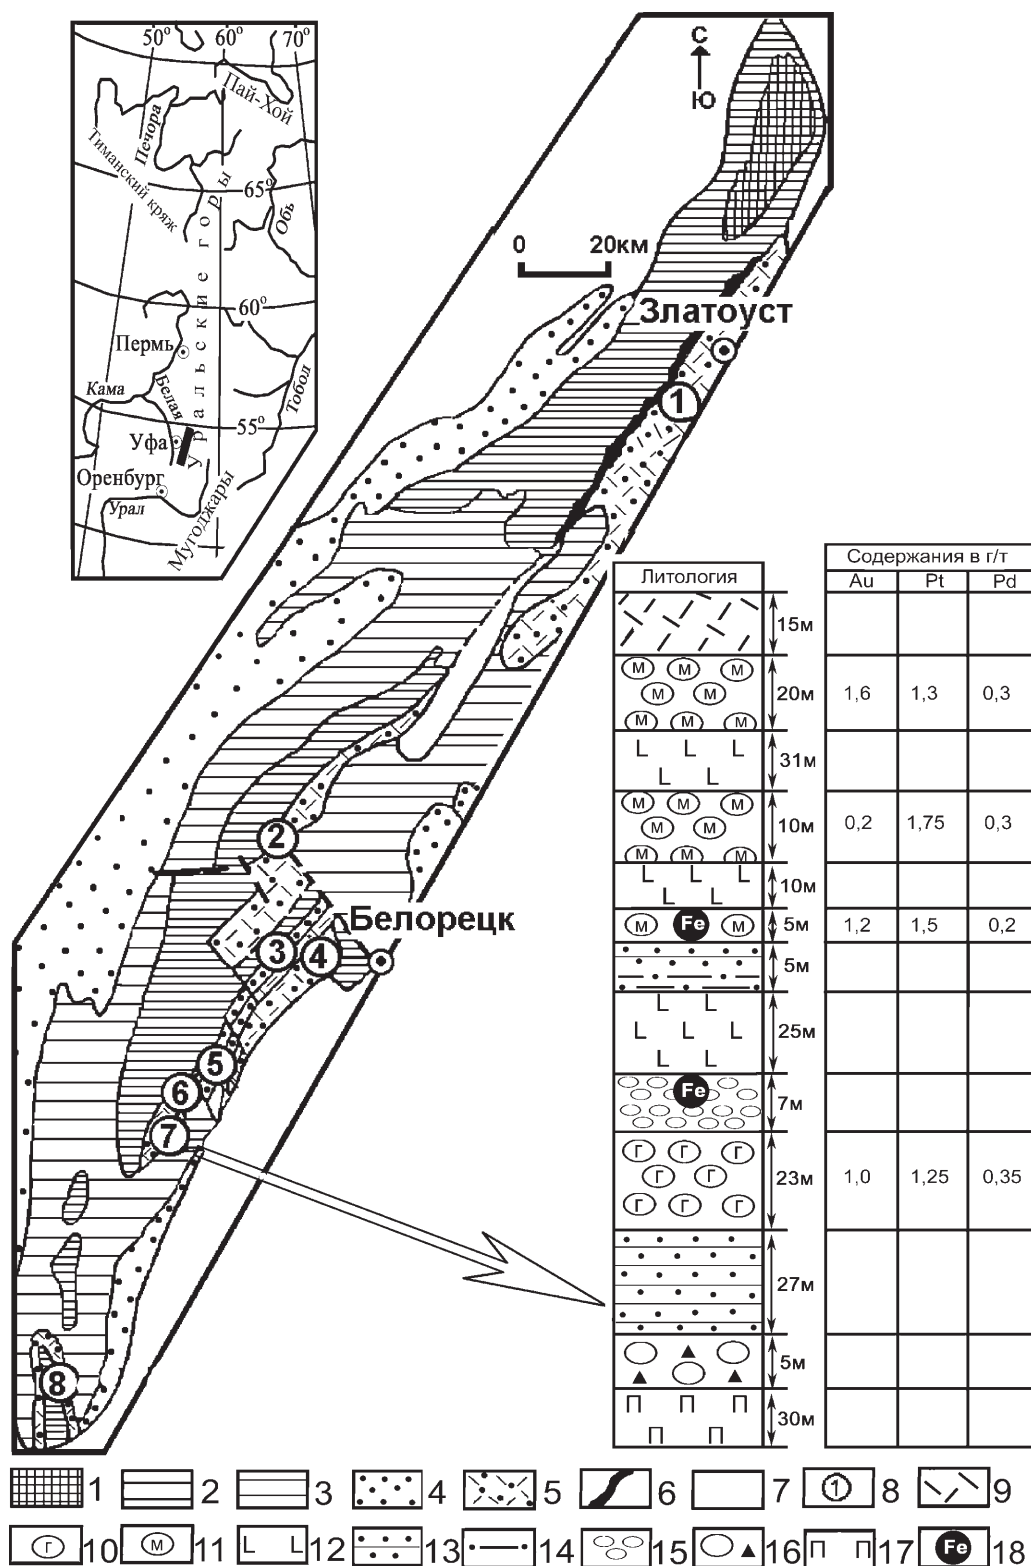 50° 60° 70°
Пай-Хой
Печора
Тиманский кряж
65°
Обь
Уральские горы
60°
Пермь
Кама
Белая
Тобол
55°
Уфа
Оренбург
Урал
Мугоджары
С
Ю
0 20км
Златоуст
1
2
Белорецк
3
4
5
6
7
8
Литология
Содержания в г/т
Au Pt Pd
15м
М М М
М М
М М М
20м 1,6 1,3 0,3
L L L
L L
31м
М М М
М М
М М М
10м 0,2 1,75 0,3
L L L
L L
10м
М Fe М
5м 1,2 1,5 0,2
5м
L L
L L L
L L
25м
Fe
7м
Г Г Г
Г Г
Г Г Г
23м 1,0 1,25 0,35
27м
5м
П П П
П П
30м
1 2 3 4 5 6 7 1 8 9
Г 10 М 11 L L 12 13 14 15 16 П П 17 Fe 18